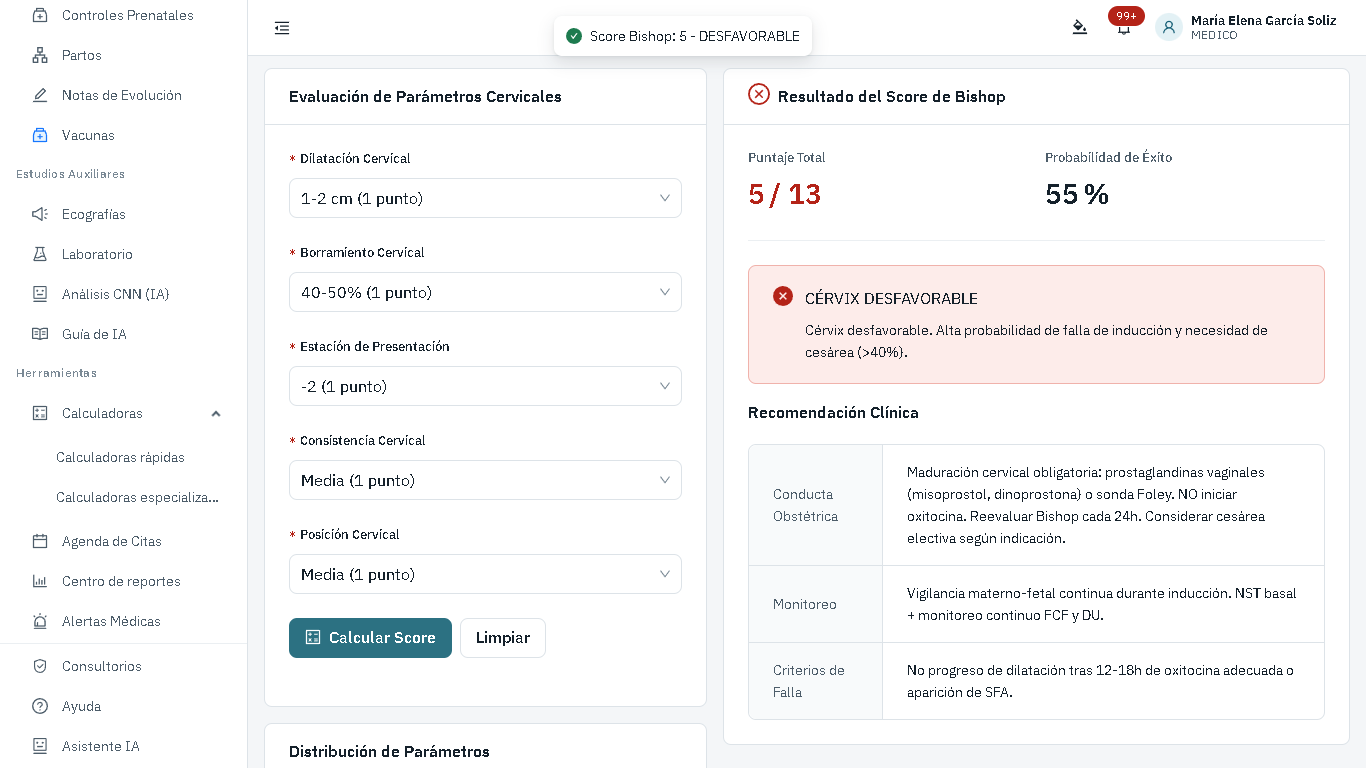 Controles Prenatales
Partos
Notas de Evolución
Vacunas
Estudios Auxiliares
Ecografías
Laboratorio
Análisis CNN (IA)
Guía de IA
Herramientas
Calculadoras
Calculadoras rápidas
Calculadoras especializa...
Agenda de Citas
Centro de reportes
Alertas Médicas
Consultorios
Ayuda
Asistente IA
Score Bishop: 5 - DESFAVORABLE
99+
María Elena García Soliz
MEDICO
Evaluación de Parámetros Cervicales
* Dilatación Cervical
1-2 cm (1 punto)
* Borramiento Cervical
40-50% (1 punto)
* Estación de Presentación
-2 (1 punto)
* Consistencia Cervical
Media (1 punto)
* Posición Cervical
Media (1 punto)
Calcular Score
Limpiar
Distribución de Parámetros
Resultado del Score de Bishop
Puntaje Total
5 / 13
Probabilidad de Éxito
55 %
CÉRVIX DESFAVORABLE
Cérvix desfavorable. Alta probabilidad de falla de inducción y necesidad de
cesárea (>40%).
Recomendación Clínica
Conducta
Obstétrica
Maduración cervical obligatoria: prostaglandinas vaginales
(misoprostol, dinoprostona) o sonda Foley. NO iniciar
oxitocina. Reevaluar Bishop cada 24h. Considerar cesárea
electiva según indicación.
Monitoreo
Vigilancia materno-fetal continua durante inducción. NST basal
+ monitoreo continuo FCF y DU.
Criterios de
Falla
No progreso de dilatación tras 12-18h de oxitocina adecuada o
aparición de SFA.